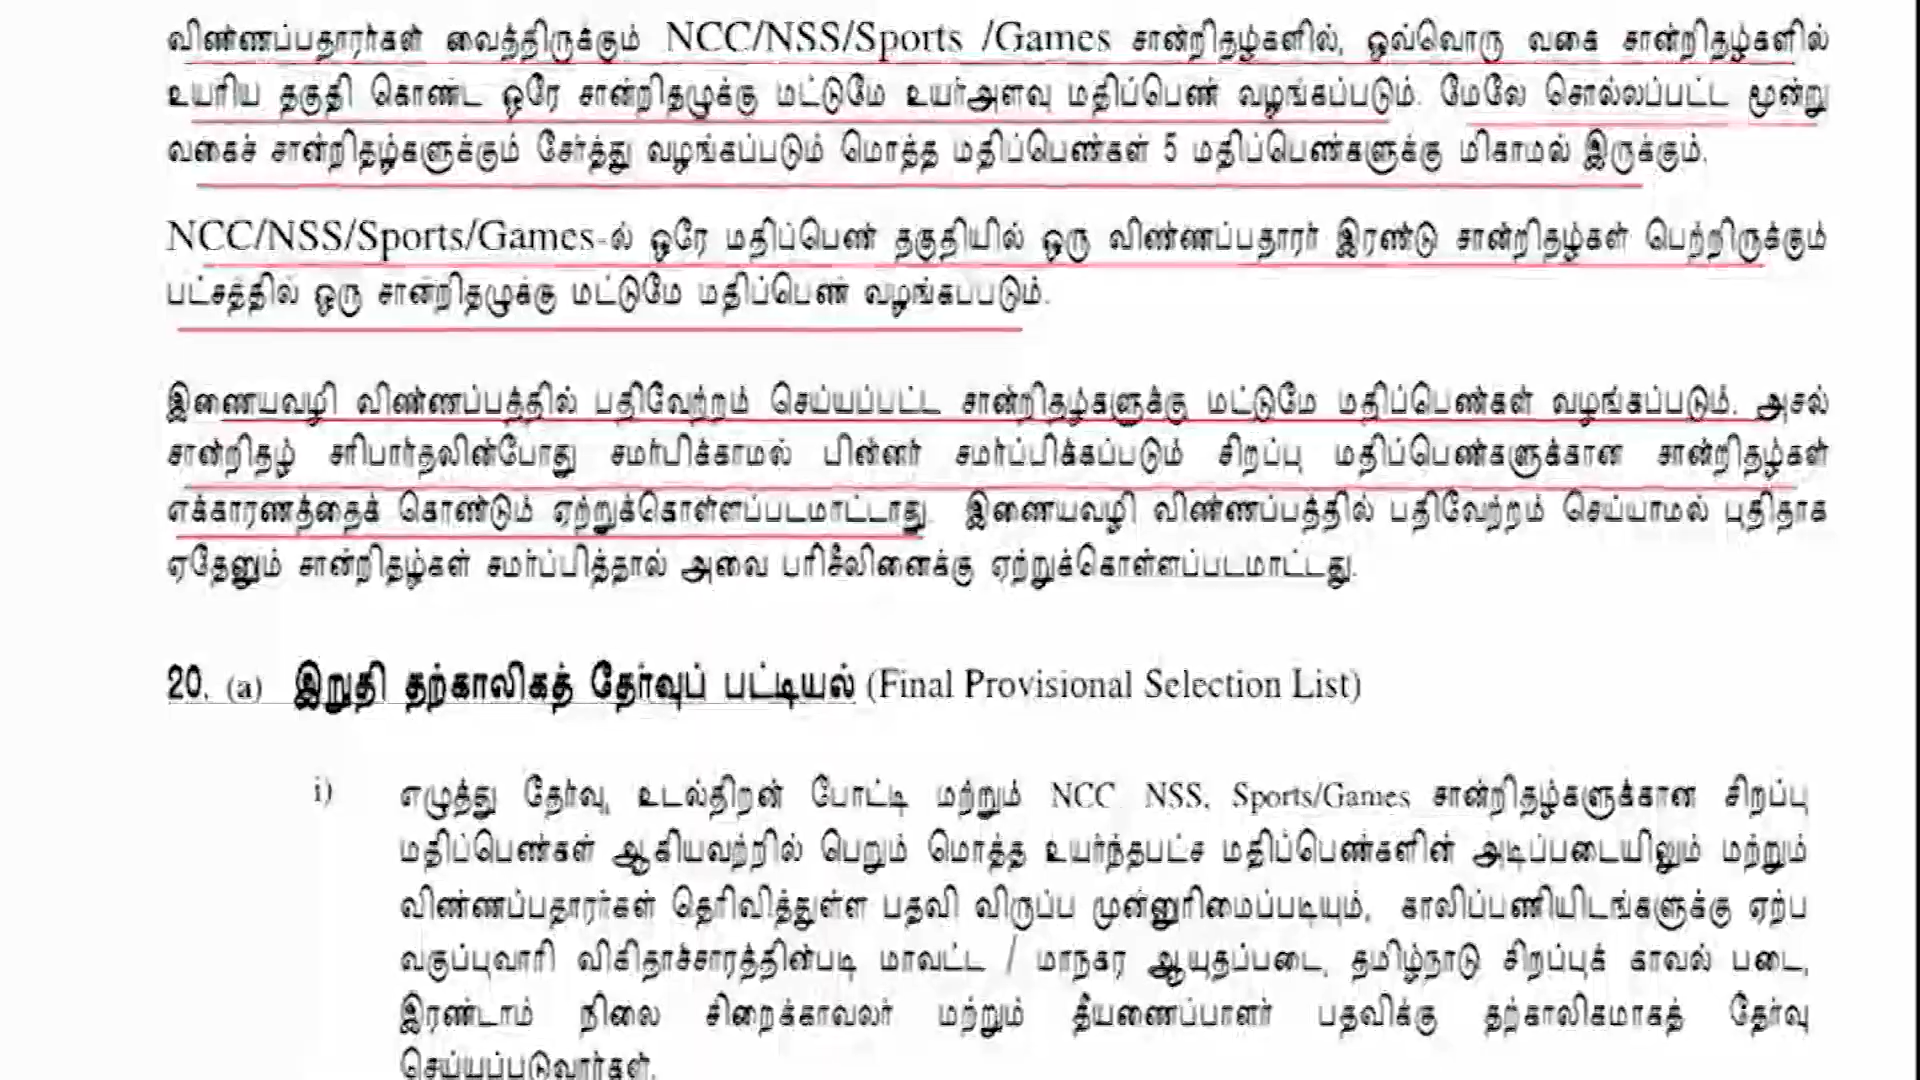 விண்ணப்பதாரர்கள் வைத்திருக்கும் NCC/NSS/Sports /Games சான்றிதழ்களில், ஒவ்வொரு வகை சான்றிதழ்களில்
உயரிய தகுதி கொண்ட ஒரே சான்றிதழுக்கு மட்டுமே உயர்அளவு மதிப்பெண் வழங்கப்படும். மேலே சொல்லப்பட்ட மூன்று
வகைச் சான்றிதழ்களுக்கும் சேர்த்து வழங்கப்படும் மொத்த மதிப்பெண்கள் 5 மதிப்பெண்களுக்கு மிகாமல் இருக்கும்.
NCC/NSS/Sports/Games-ல் ஒரே மதிப்பெண் தகுதியில் ஒரு விண்ணப்பதாரர் இரண்டு சான்றிதழ்கள் பெற்றிருக்கும்
பட்சத்தில் ஒரு சான்றிதழுக்கு மட்டுமே மதிப்பெண் வழங்கப்படும்.
இணையவழி விண்ணப்பத்தில் பதிவேற்றம் செய்யப்பட்ட சான்றிதழ்களுக்கு மட்டுமே மதிப்பெண்கள் வழங்கப்படும். அசல்
சான்றிதழ் சரிபார்தலின்போது சமர்பிக்காமல் பின்னர் சமர்ப்பிக்கப்படும் சிறப்பு மதிப்பெண்களுக்கான சான்றிதழ்கள்
எக்காரணத்தைக் கொண்டும் ஏற்றுக்கொள்ளப்படமாட்டாது. இணையவழி விண்ணப்பத்தில் பதிவேற்றம் செய்யாமல் புதிதாக
ஏதேனும் சான்றிதழ்கள் சமர்ப்பித்தால் அவை பரிசீலினைக்கு ஏற்றுக்கொள்ளப்படமாட்டது.
20. (a) இறுதி தற்காலிகத் தேர்வுப் பட்டியல் (Final Provisional Selection List)
i) எழுத்து தேர்வு, உடல்திறன் போட்டி மற்றும் NCC NSS, Sports/Games சான்றிதழ்களுக்கான சிறப்பு
மதிப்பெண்கள் ஆகியவற்றில் பெறும் மொத்த உயர்ந்தபட்ச மதிப்பெண்களின் அடிப்படையிலும் மற்றும்
விண்ணப்பதாரர்கள் தெரிவித்துள்ள பதவி விருப்ப முன்னுரிமைப்படியும், காலிப்பணியிடங்களுக்கு ஏற்ப
வகுப்புவாரி விகிதாச்சாரத்தின்படி மாவட்ட / மாநகர ஆயுதப்படை, தமிழ்நாடு சிறப்புக் காவல் படை,
இரண்டாம் நிலை சிறைக்காவலர் மற்றும் தீயணைப்பாளர் பதவிக்கு தற்காலிகமாகத் தேர்வு
செய்யப்படுவார்கள்.